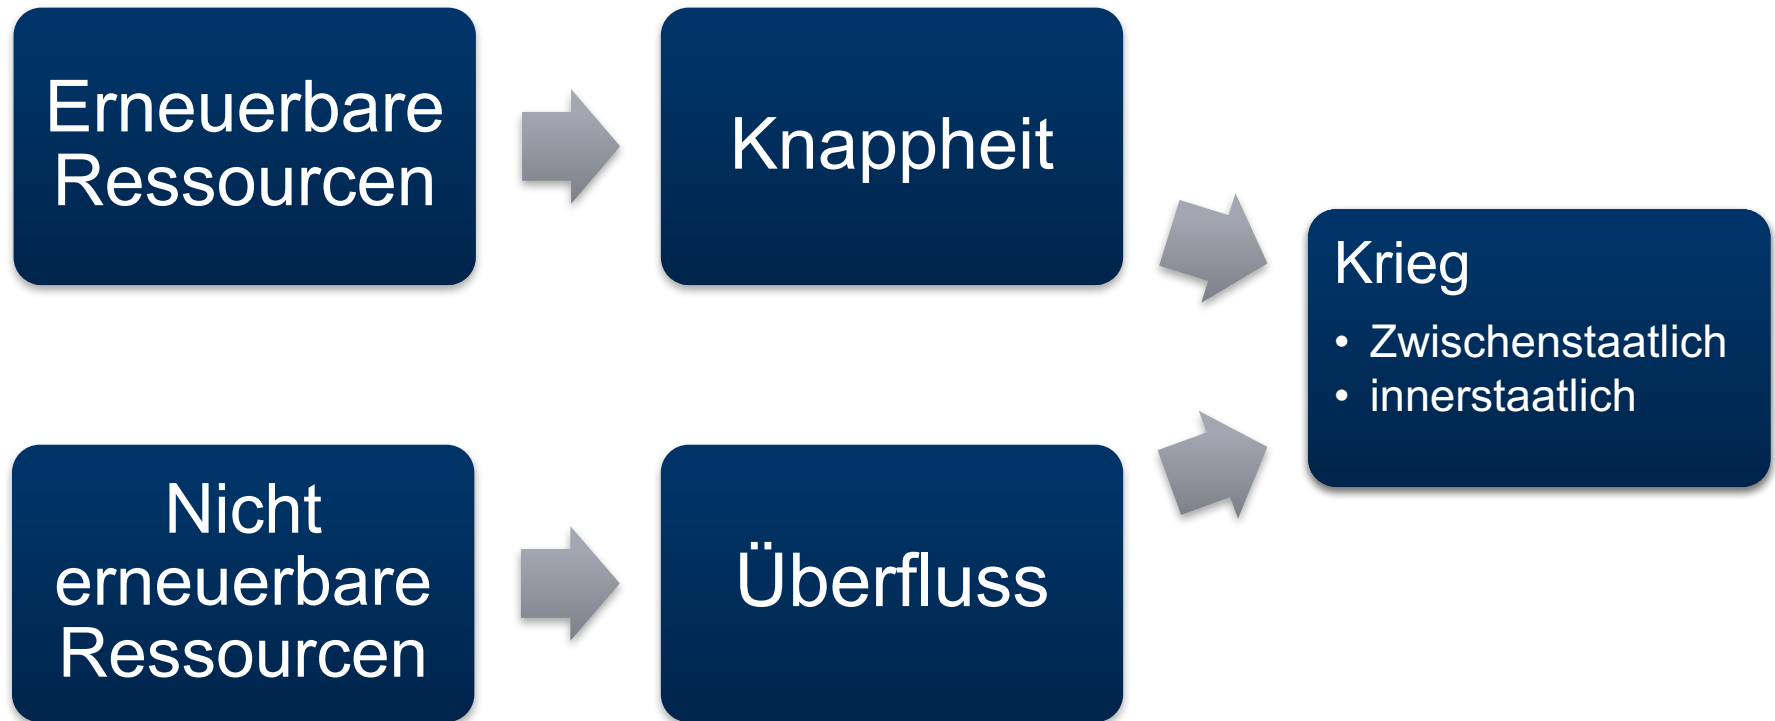 Erneuerbare
Ressourcen
Knappheit
Krieg
• Zwischenstaatlich
• innerstaatlich
Nicht
erneuerbare
Ressourcen
Überfluss